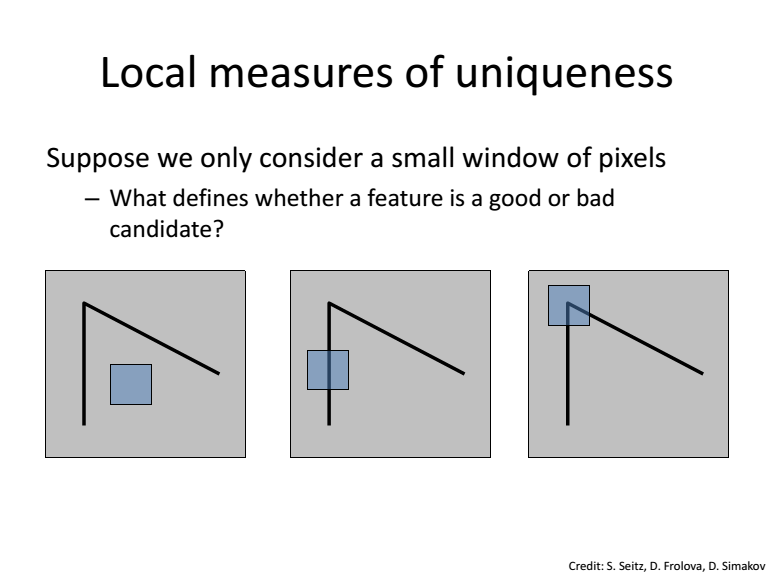 Local measures of uniqueness
Suppose we only consider a small window of pixels
– What defines whether a feature is a good or bad
candidate?
Credit: S. Seitz, D. Frolova, D. Simakov